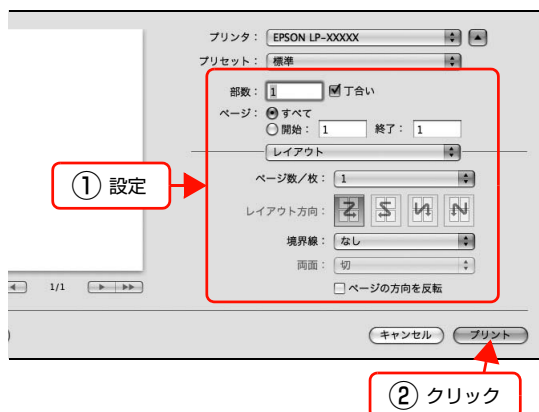 プリンタ： EPSON LP-XXXXX
プリセット： 標準
部数： 1 丁合い
ページ： すべて
開始： 1 終了： 1
レイアウト
① 設定
ページ数／枚： 1
レイアウト方向：
境界線： なし
両面： 切
1/1
ページの方向を反転
キャンセル プリント
② クリック